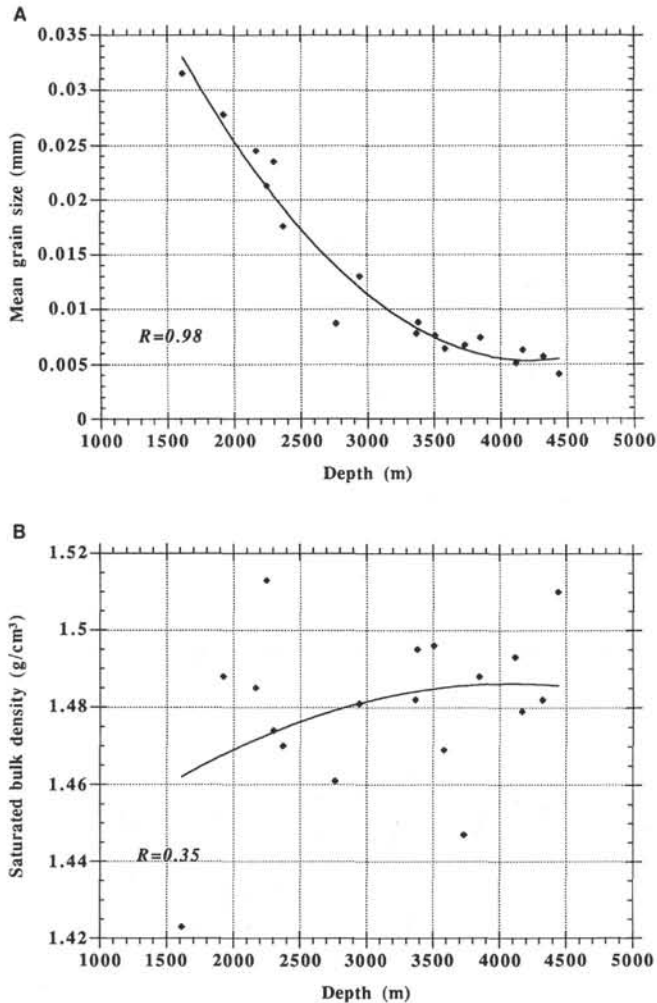 A
0.035
0.03
0.025
0.02
0.015
0.01
0.005
0
Mean grain size (mm)
R=0.98
1000 1500 2000 2500 3000 3500 4000 4500 5000
Depth (m)
B
1.52
1.5
1.48
1.46
1.44
1.42
Saturated bulk density (g/cm³)
R=0.35
1000 1500 2000 2500 3000 3500 4000 4500 5000
Depth (m)